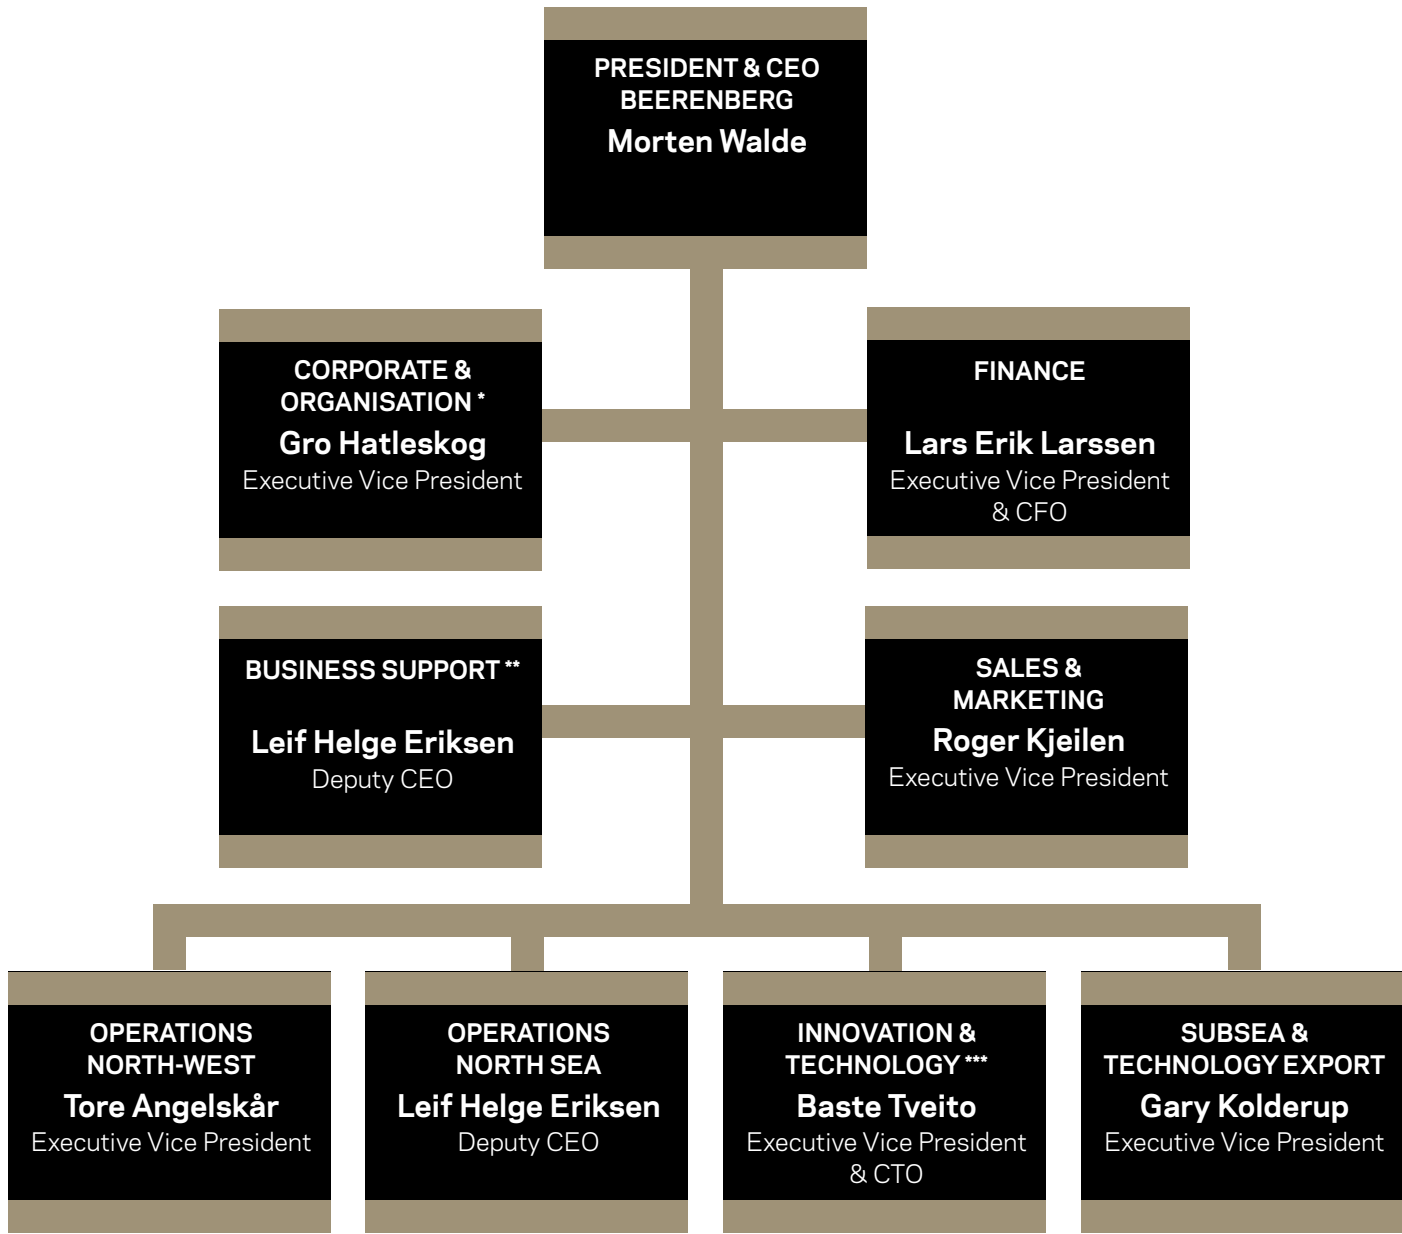 PRESIDENT & CEO
BEERENBERG
Morten Walde
CORPORATE &
ORGANISATION *
Gro Hatleskog
Executive Vice President
FINANCE
Lars Erik Larssen
Executive Vice President
& CFO
BUSINESS SUPPORT **
Leif Helge Eriksen
Deputy CEO
SALES &
MARKETING
Roger Kjeilen
Executive Vice President
OPERATIONS
NORTH-WEST
Tore Angelskår
Executive Vice President
OPERATIONS
NORTH SEA
Leif Helge Eriksen
Deputy CEO
INNOVATION &
TECHNOLOGY ***
Baste Tveito
Executive Vice President
& CTO
SUBSEA &
TECHNOLOGY EXPORT
Gary Kolderup
Executive Vice President